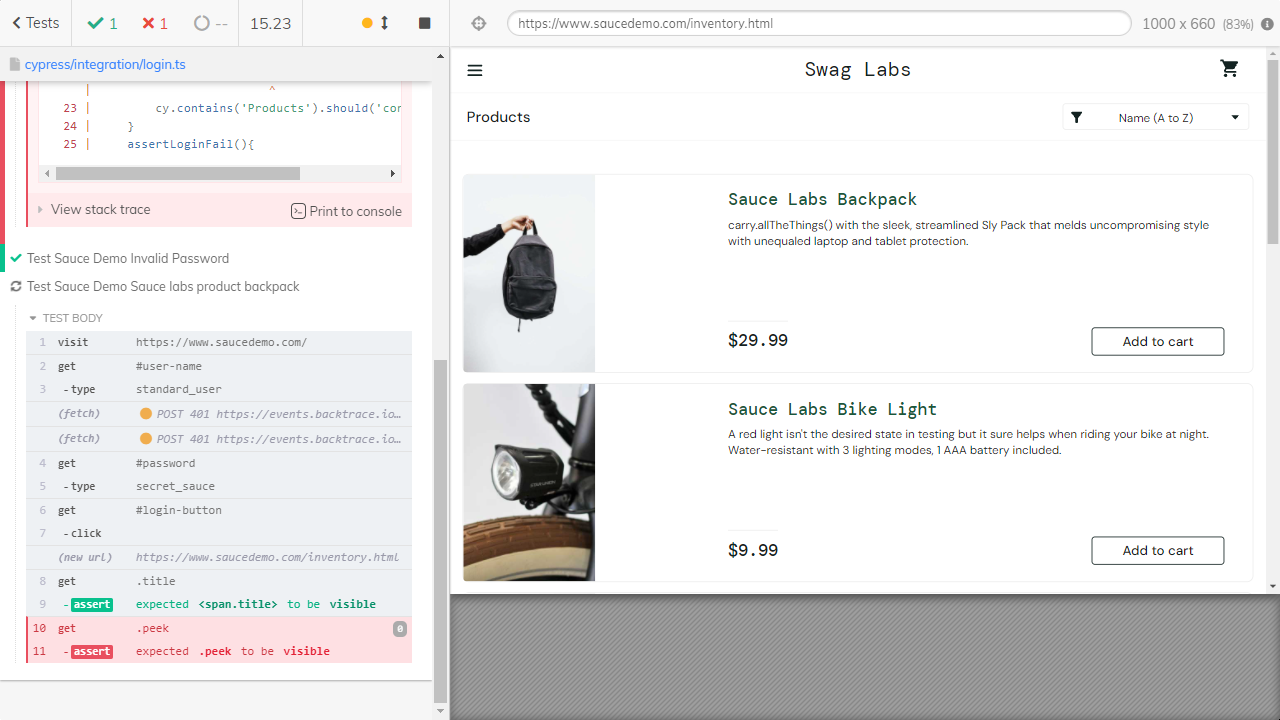 Tests 1 1 -- 15.23
https://www.saucedemo.com/inventory.html 1000 x 660 (83%)
cypress/integration/login.ts
| ^
23 | cy.contains('Products').should('cor
24 | }
25 | assertLoginFail(){
View stack trace Print to console
Test Sauce Demo Invalid Password
Test Sauce Demo Sauce labs product backpack
TEST BODY
1 visit https://www.saucedemo.com/
2 get #user-name
3 -type standard_user
(fetch) POST 401 https://events.backtrace.io…
(fetch) POST 401 https://events.backtrace.io…
4 get #password
5 -type secret_sauce
6 get #login-button
7 -click
(new url) https://www.saucedemo.com/inventory.html
8 get .title
9 -assert expected <span.title> to be visible
10 get .peek 0
11 -assert expected .peek to be visible
Swag Labs
Products Name (A to Z)
Sauce Labs Backpack
carry.allTheThings() with the sleek, streamlined Sly Pack that melds uncompromising style
with unequaled laptop and tablet protection.
$29.99 Add to cart
Sauce Labs Bike Light
A red light isn't the desired state in testing but it sure helps when riding your bike at night.
Water-resistant with 3 lighting modes, 1 AAA battery included.
$9.99 Add to cart